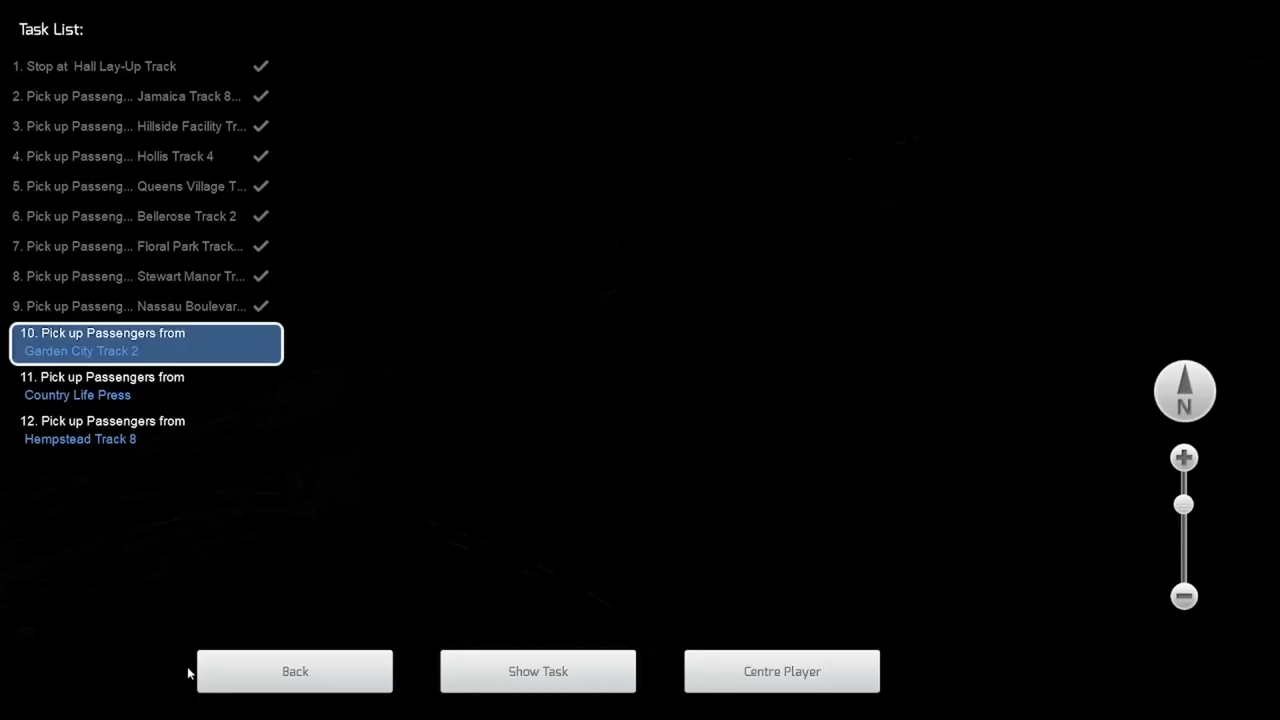 Task List:
1. Stop at  Hall Lay-Up Track
2. Pick up Passeng... Jamaica Track 8...
3. Pick up Passeng... Hillside Facility Tr...
4. Pick up Passeng... Hollis Track 4
5. Pick up Passeng... Queens Village T...
6. Pick up Passeng... Bellerose Track 2
7. Pick up Passeng... Floral Park Track...
8. Pick up Passeng... Stewart Manor Tr...
9. Pick up Passeng... Nassau Boulevar...
10. Pick up Passengers from
Garden City Track 2
11. Pick up Passengers from
Country Life Press
12. Pick up Passengers from
Hempstead Track 8
N
Back
Show Task
Centre Player